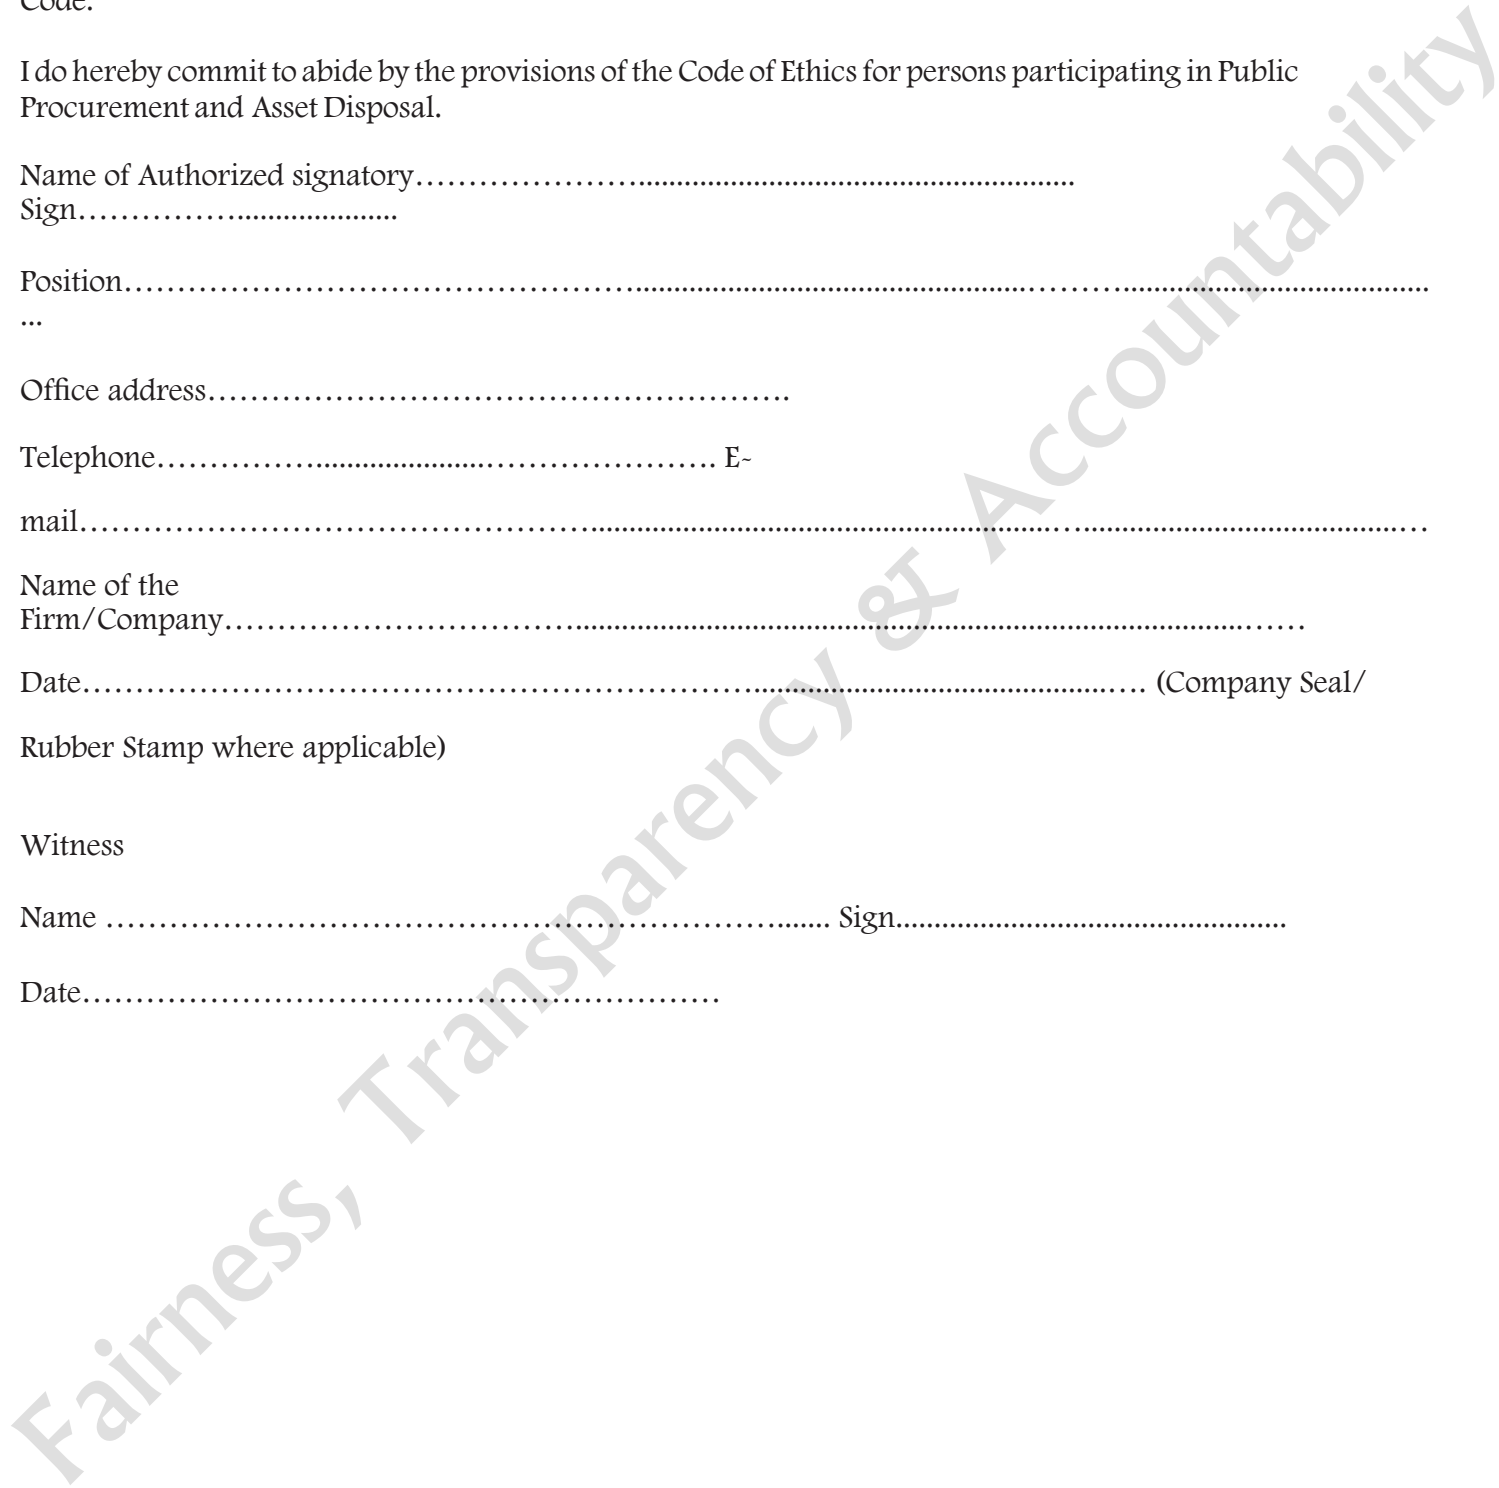 Code.
I do hereby commit to abide by the provisions of the Code of Ethics for persons participating in Public
Procurement and Asset Disposal.
Name of Authorized signatory…………………..........................................................
Sign……………......................
Position…………………………………………....................................................………..........................................
...
Office address……………………………………………….
Telephone……………........................…………………. E-
mail…………………………………………...............................................................….............................................…
Name of the
Firm/Company……………………………..........................................................................................……
Date………………………………………………………...................................................…. (Company Seal/
Rubber Stamp where applicable)
Witness
Name ………………………………………………………....... Sign....................................................
Date……………………………………………………
Fairness, Transparency & Accountability